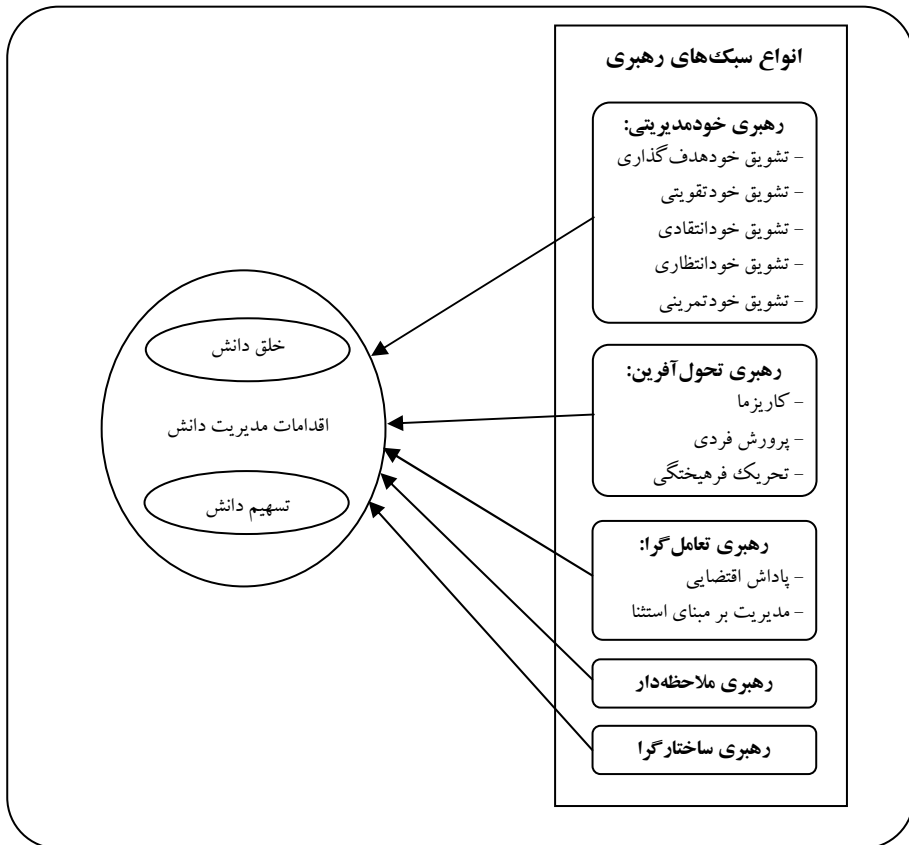 انواع سبک‌های رهبری
رهبری خودمدیریتی:
- تشویق خودهدف‌گذاری
- تشویق خودتقویتی
- تشویق خودانتقادی
- تشویق خودانتظاری
- تشویق خودتمرینی
رهبری تحول‌آفرین:
- کاریزما
- پرورش فردی
- تحریک فرهیختگی
رهبری تعامل‌گرا:
- پاداش اقتضایی
- مدیریت بر مبنای استثنا
رهبری ملاحظه‌دار
رهبری ساختارگرا
خلق دانش
اقدامات مدیریت دانش
تسهیم دانش